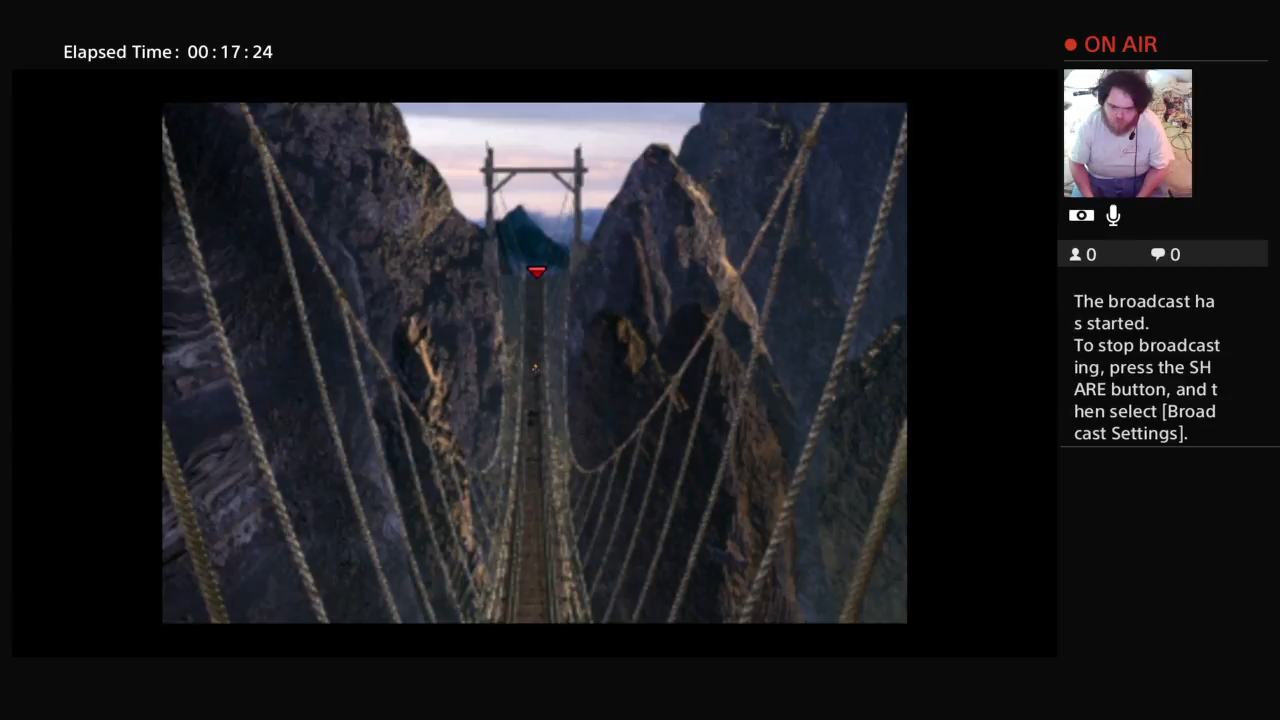 Elapsed Time: 00:17:24
ON AIR
0
0
The broadcast ha
s started.
To stop broadcast
ing, press the SH
ARE button, and t
hen select [Broad
cast Settings].